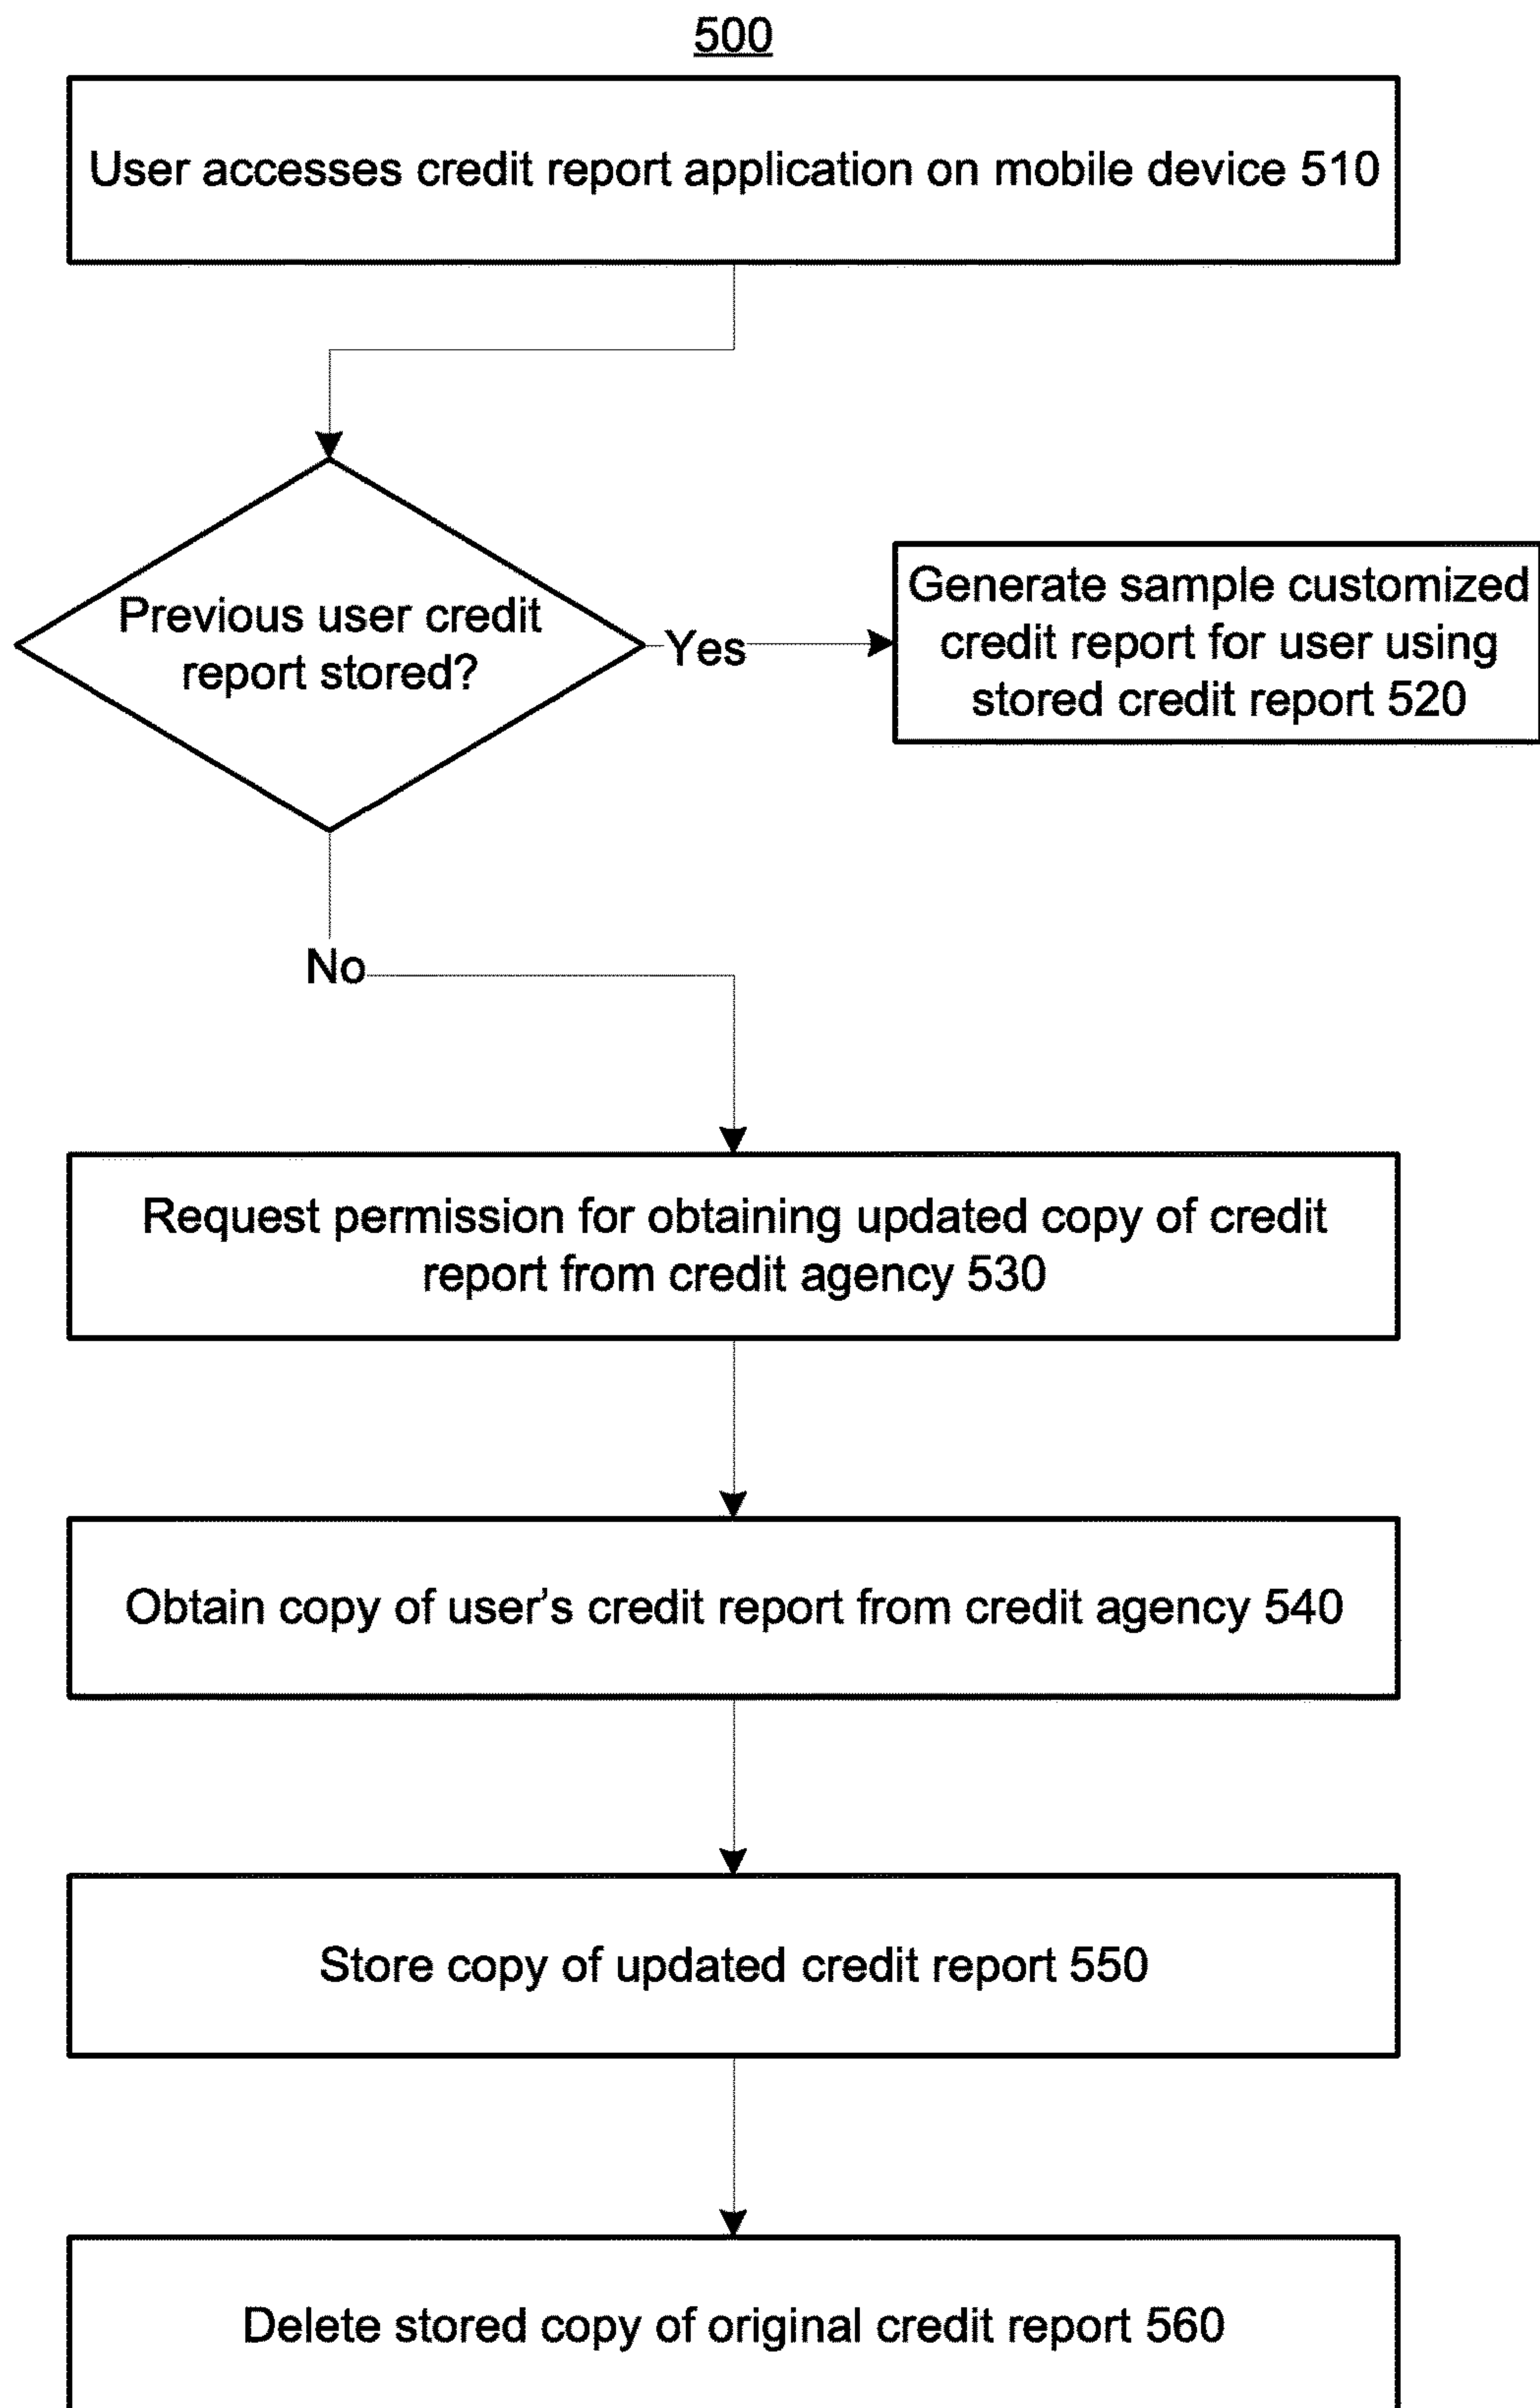 500
User accesses credit report application on mobile device 510
Previous user credit
report stored?
Yes
Generate sample customized
credit report for user using
stored credit report 520
No
Request permission for obtaining updated copy of credit
report from credit agency 530
Obtain copy of user's credit report from credit agency 540
Store copy of updated credit report 550
Delete stored copy of original credit report 560